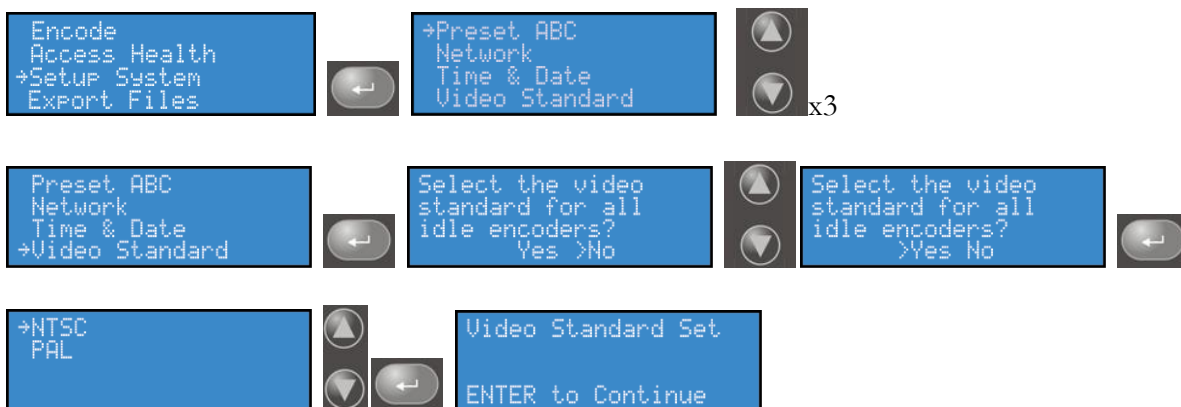 Encode
Access Health
→Setup System
Export Files
→Preset ABC
Network
Time & Date
Video Standard
x3
Preset ABC
Network
Time & Date
→Video Standard
Select the video
standard for all
idle encoders?
Yes >No
Select the video
standard for all
idle encoders?
>Yes No
→NTSC
PAL
Video Standard Set
ENTER to Continue